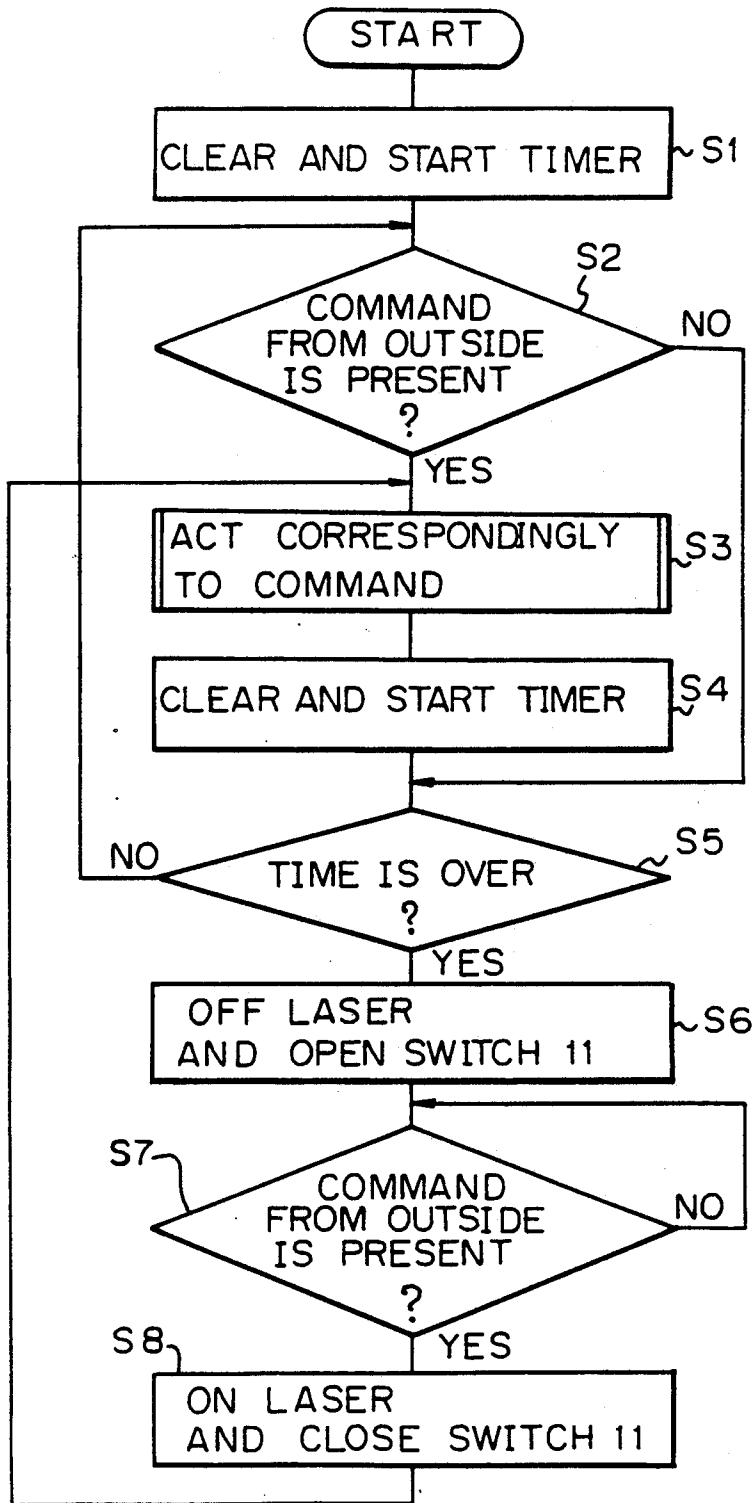 START
CLEAR AND START TIMER
S1
S2
COMMAND
FROM OUTSIDE
IS PRESENT
?
NO
YES
ACT CORRESPONDINGLY
TO COMMAND
S3
CLEAR AND START TIMER
S4
NO
TIME IS OVER
?
S5
YES
OFF LASER
AND OPEN SWITCH 11
S6
S7
COMMAND
FROM OUTSIDE
IS PRESENT
?
NO
YES
S8
ON LASER
AND CLOSE SWITCH 11